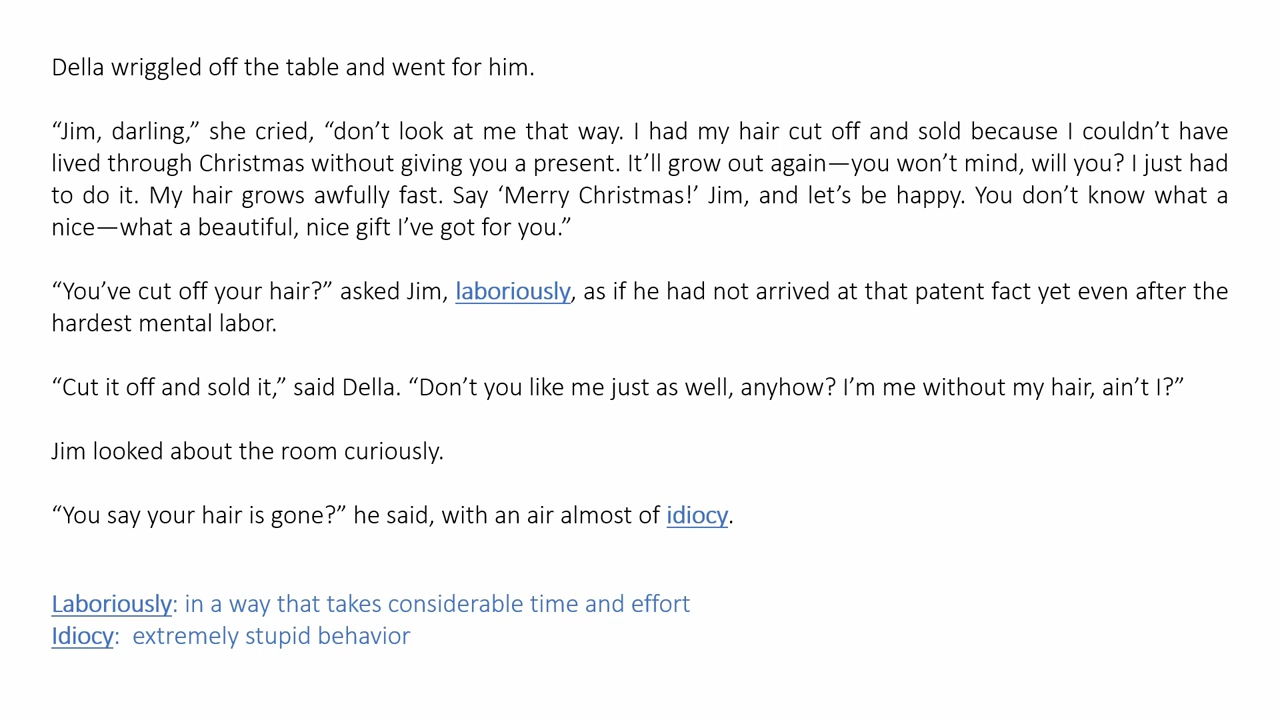 Della wriggled off the table and went for him.
“Jim, darling,” she cried, “don’t look at me that way. I had my hair cut off and sold because I couldn’t have
lived through Christmas without giving you a present. It’ll grow out again—you won’t mind, will you? I just had
to do it. My hair grows awfully fast. Say ‘Merry Christmas!’ Jim, and let’s be happy. You don’t know what a
nice—what a beautiful, nice gift I’ve got for you.”
“You’ve cut off your hair?” asked Jim, laboriously, as if he had not arrived at that patent fact yet even after the
hardest mental labor.
“Cut it off and sold it,” said Della. “Don’t you like me just as well, anyhow? I’m me without my hair, ain’t I?”
Jim looked about the room curiously.
“You say your hair is gone?” he said, with an air almost of idiocy.
Laboriously: in a way that takes considerable time and effort
Idiocy:  extremely stupid behavior